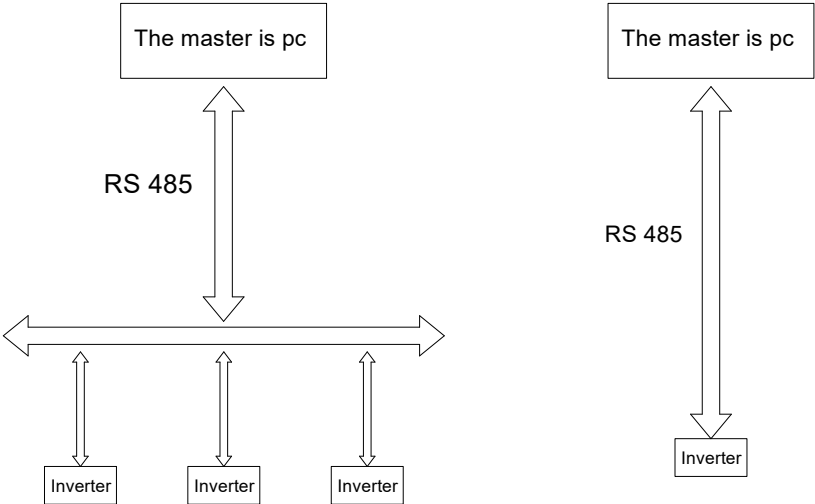 The master is pc
RS 485
Inverter
Inverter
Inverter
The master is pc
RS 485
Inverter